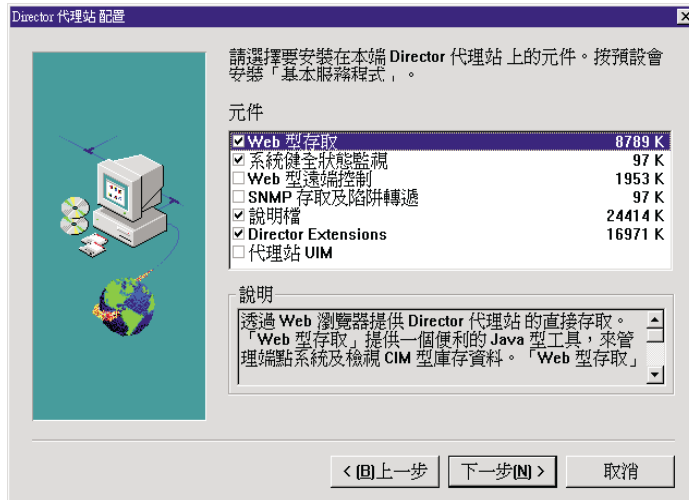 Director 代理站 配置
請選擇要安裝在本端 Director 代理站 上的元件。按預設會
安裝「基本服務程式」。
元件
Web 型存取 8789 K
系統健全狀態監視 97 K
Web 型遠端控制 1953 K
SNMP 存取及陷阱轉遞 97 K
說明檔 24414 K
Director Extensions 16971 K
代理站 UIM
說明
透過 Web 瀏覽器提供 Director 代理站 的直接存取。
「Web 型存取」提供一個便利的 Java 型工具，來管
理端點系統及檢視 CIM 型庫存資料。「Web 型存取」
< (B)上一步
下一步(N) >
取消